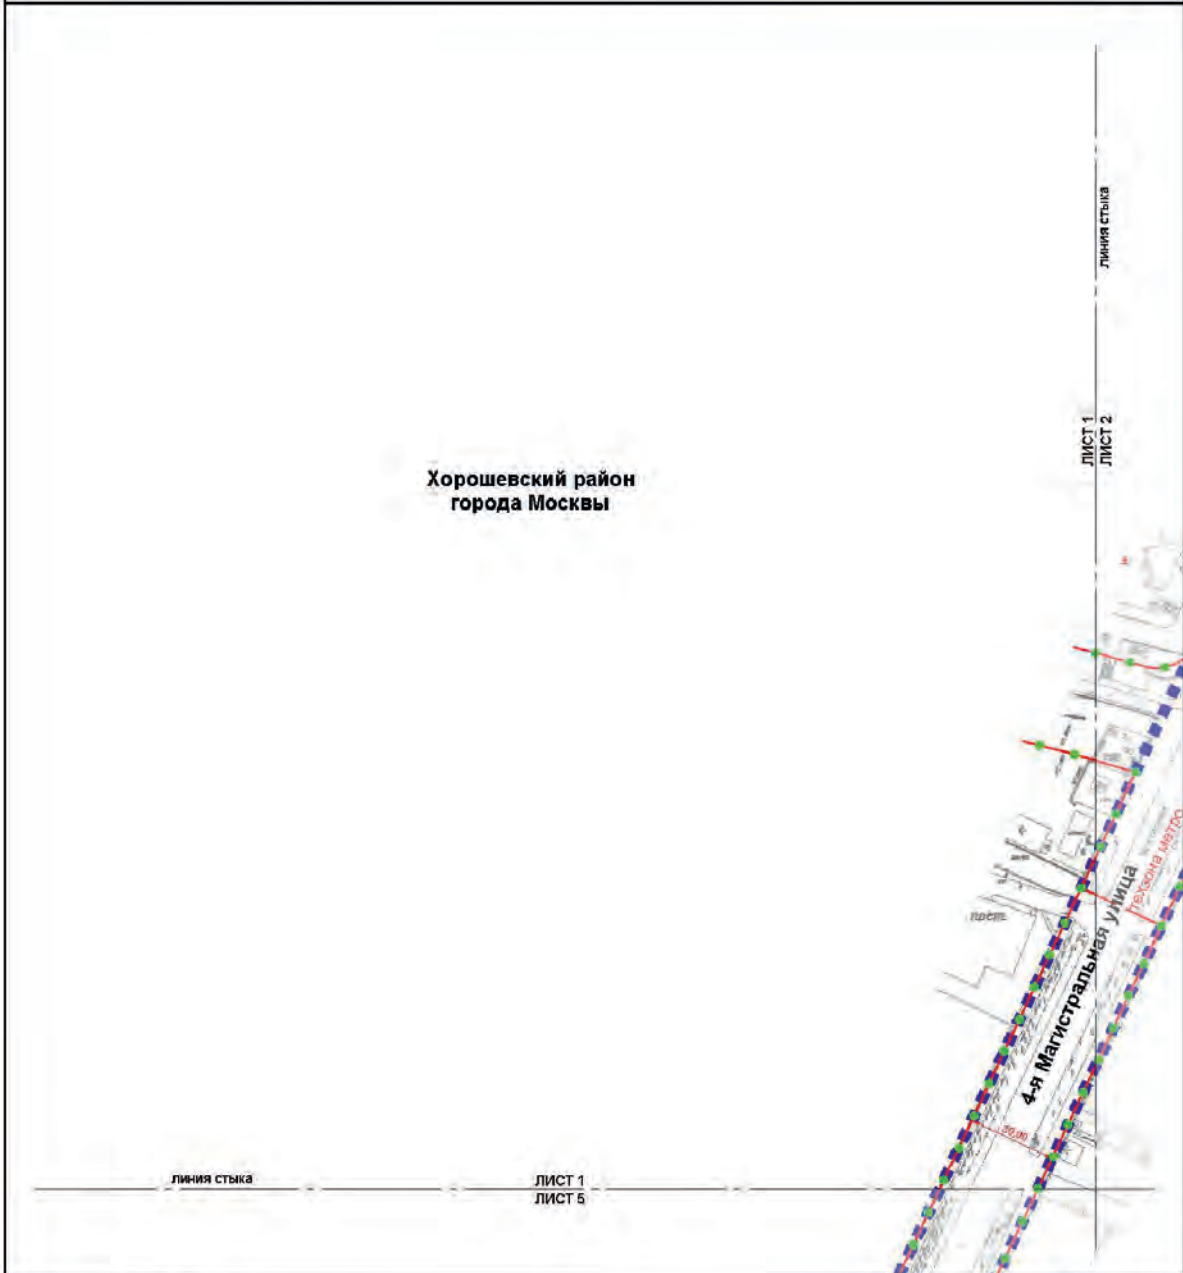 линия стыка
ЛИСТ 1
ЛИСТ 2
Хорошевский район
города Москвы
4-я Магистральная улица
техзона метро
линия стыка
ЛИСТ 1
ЛИСТ 5